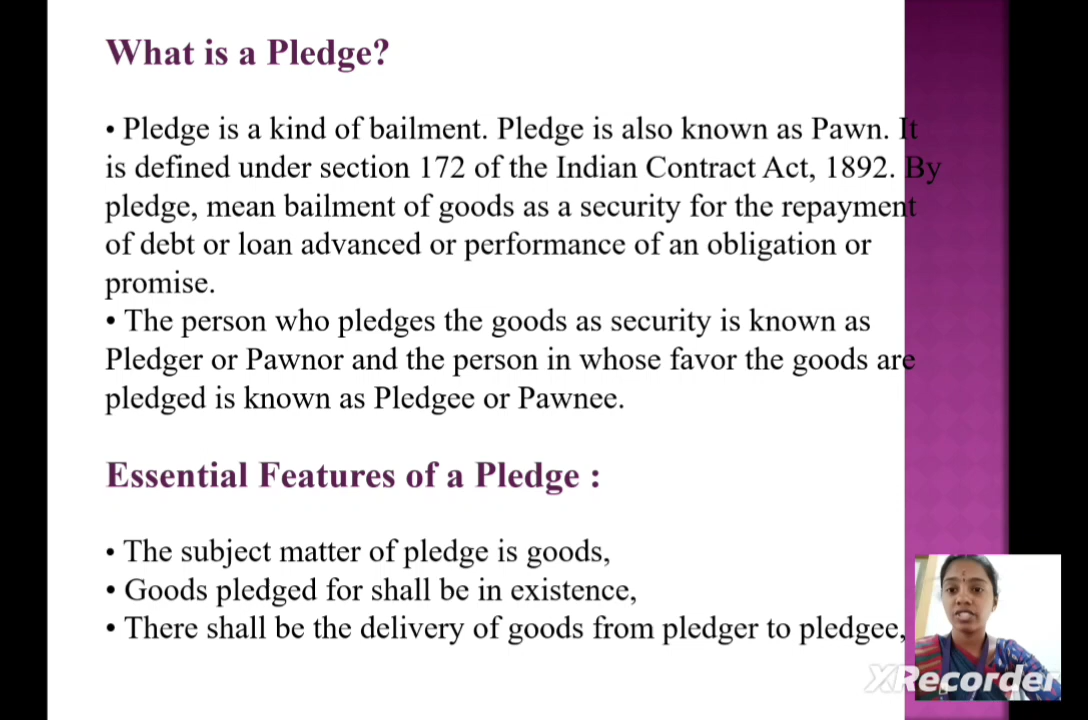 What is a Pledge?
• Pledge is a kind of bailment. Pledge is also known as Pawn. It
is defined under section 172 of the Indian Contract Act, 1892. By
pledge, mean bailment of goods as a security for the repayment
of debt or loan advanced or performance of an obligation or
promise.
• The person who pledges the goods as security is known as
Pledger or Pawnor and the person in whose favor the goods are
pledged is known as Pledgee or Pawnee.
Essential Features of a Pledge :
• The subject matter of pledge is goods,
• Goods pledged for shall be in existence,
• There shall be the delivery of goods from pledger to pledgee,
XRecorder